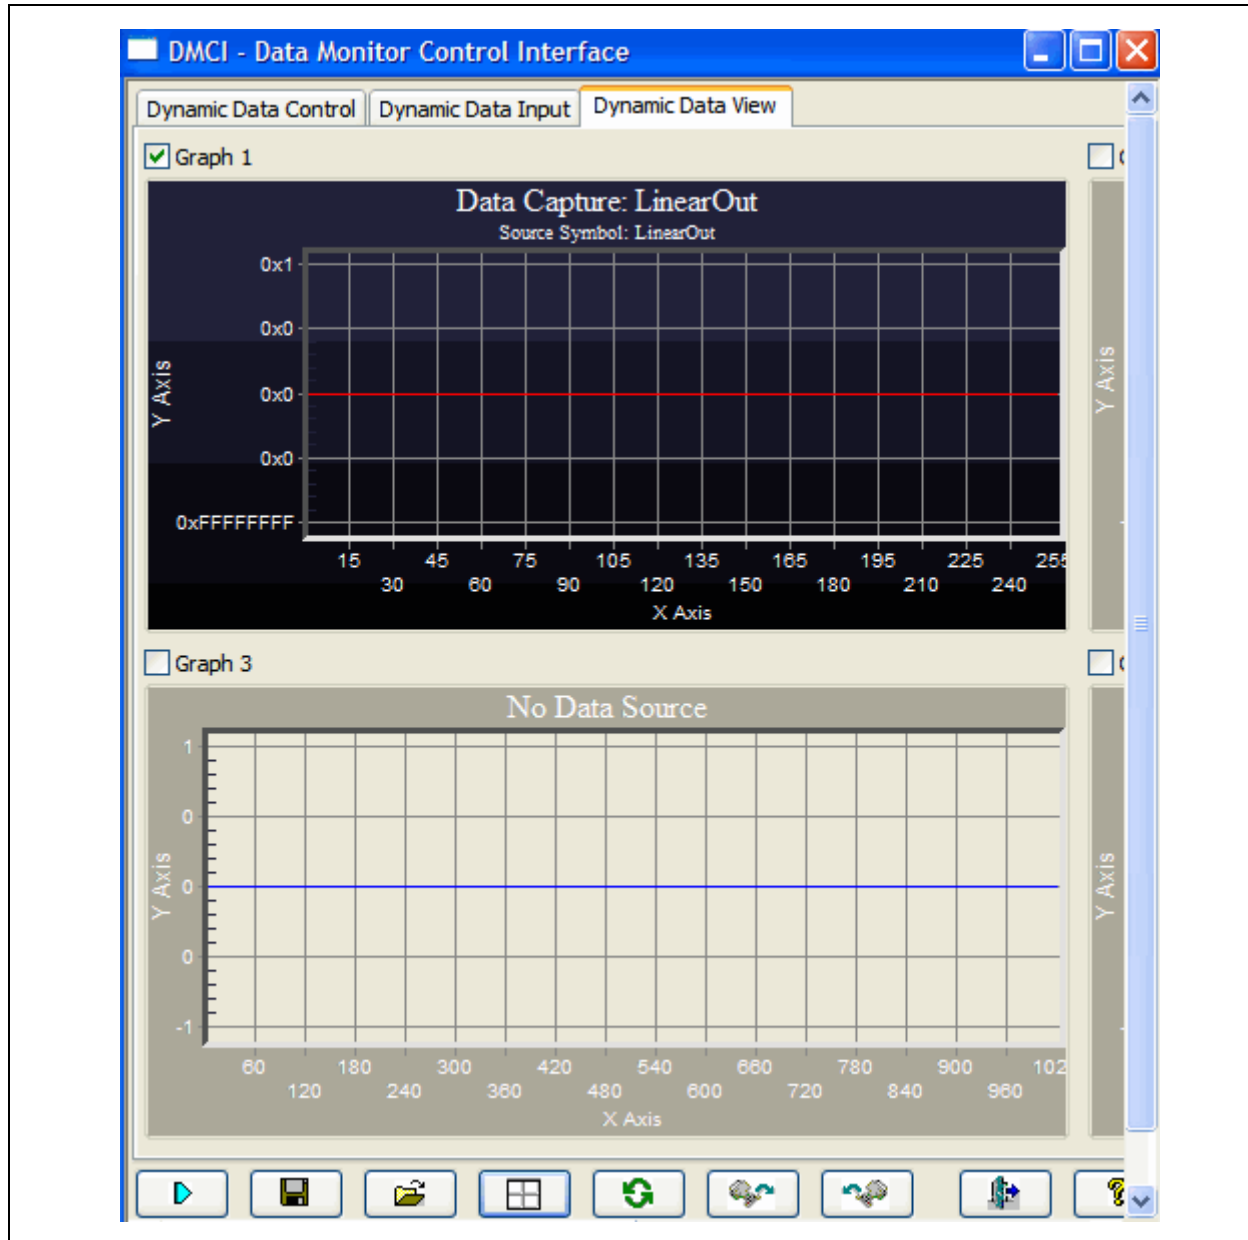 DMCI - Data Monitor Control Interface
Dynamic Data Control Dynamic Data Input Dynamic Data View
Graph 1
Data Capture: LinearOut
Source Symbol: LinearOut
0x1
0x0
0x0
0x0
0xFFFFFFFF
Y Axis
15 45 75 105 135 165 195 225 255
30 60 90 120 150 180 210 240
X Axis
Y Axis
Graph 3
No Data Source
1
0
0
0
-1
Y Axis
60 180 300 420 540 660 780 900 102
120 240 360 480 600 720 840 960
X Axis
Y Axis